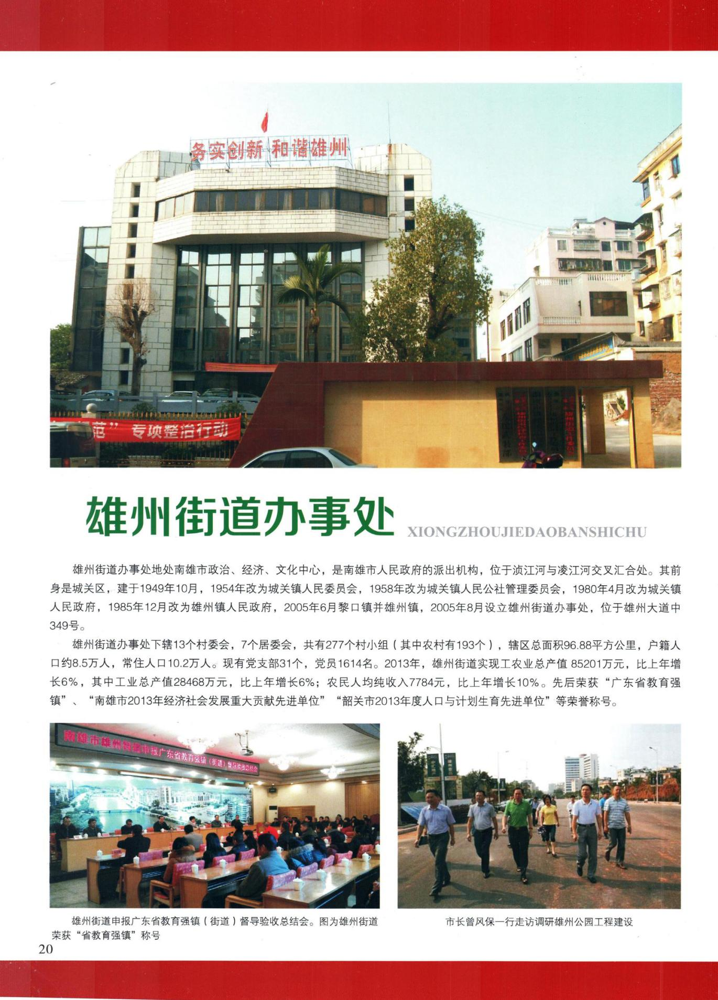 务实创新 和谐雄州
范” 专项整治行动
雄州街道办事处 XIONGZHOUJIEDAOBANSHICHU
雄州街道办事处地处南雄市政治、经济、文化中心，是南雄市人民政府的派出机构，位于浈江河与凌江河交叉汇合处。其前
身是城关区，建于1949年10月，1954年改为城关镇人民委员会，1958年改为城关镇人民公社管理委员会，1980年4月改为城关镇
人民政府，1985年12月改为雄州镇人民政府，2005年6月黎口镇并雄州镇，2005年8月设立雄州街道办事处，位于雄州大道中
349号。
雄州街道办事处下辖13个村委会，7个居委会，共有277个村小组（其中农村有193个），辖区总面积96.88平方公里，户籍人
口约8.5万人，常住人口10.2万人。现有党支部31个，党员1614名。2013年，雄州街道实现工农业总产值 85201万元，比上年增
长6%，其中工业总产值28468万元，比上年增长6%；农民人均纯收入7784元，比上年增长10%。先后荣获“广东省教育强
镇”、“南雄市2013年经济社会发展重大贡献先进单位”“韶关市2013年度人口与计划生育先进单位”等荣誉称号。
南雄市雄州街道申报广东省教育强镇（街道）督导验收总结会
雄州街道申报广东省教育强镇（街道）督导验收总结会。图为雄州街道
荣获“省教育强镇”称号
市长曾风保一行走访调研雄州公园工程建设
20